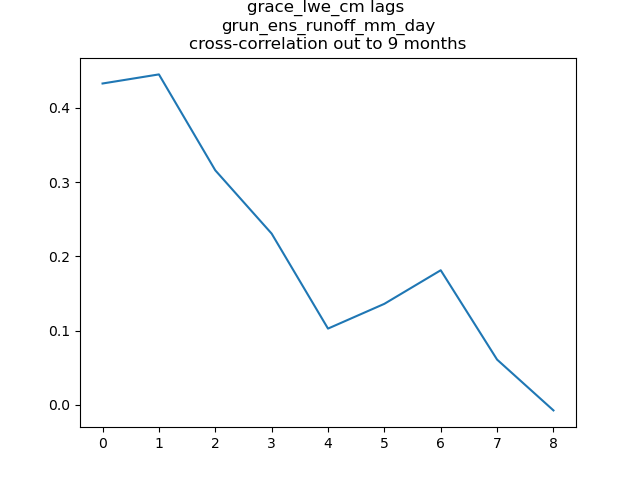 grace_lwe_cm lags
grun_ens_runoff_mm_day
cross-correlation out to 9 months
0.4
0.3
0.2
0.1
0.0
0 1 2 3 4 5 6 7 8